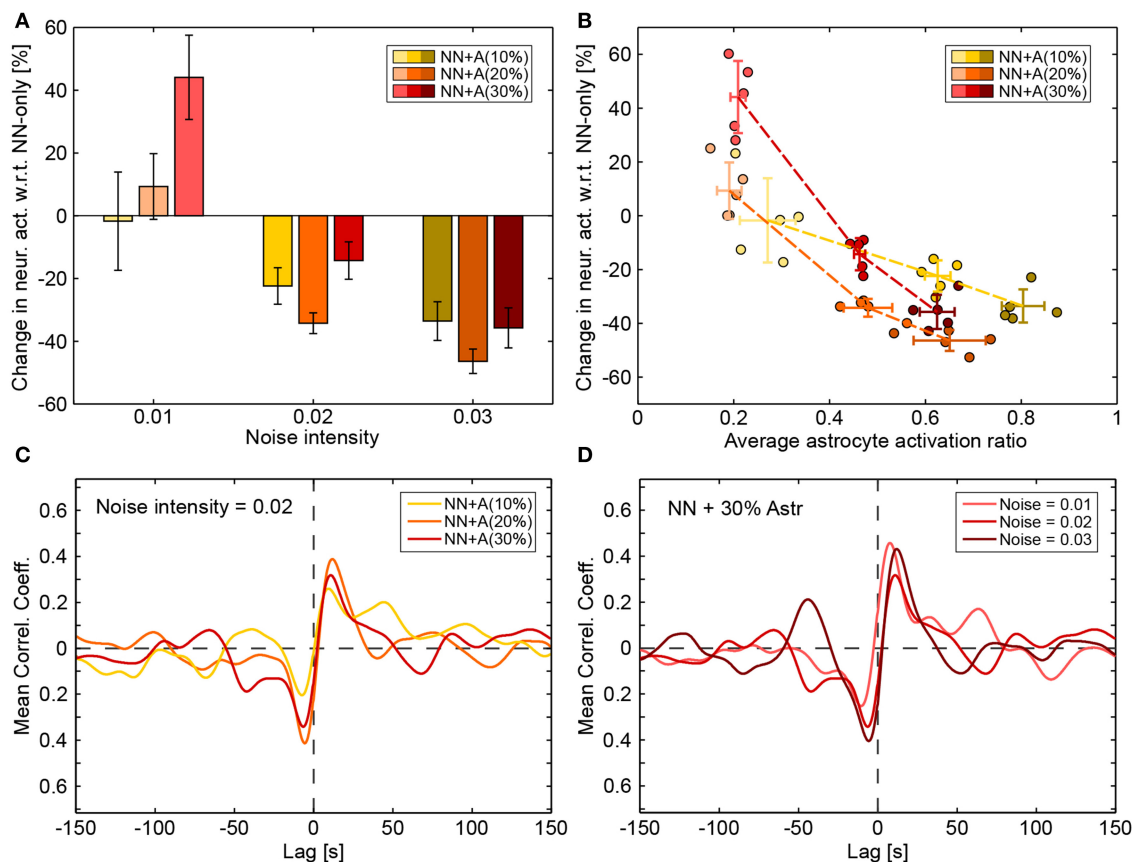 A
Change in neur. act. w.r.t. NN-only [%]
60
40
20
0
-20
-40
-60
NN+A(10%)
NN+A(20%)
NN+A(30%)
0.01
0.02
0.03
Noise intensity
B
Change in neur. act. w.r.t. NN-only [%]
60
40
20
0
-20
-40
-60
NN+A(10%)
NN+A(20%)
NN+A(30%)
0
0.2
0.4
0.6
0.8
1
Average astrocyte activation ratio
C
Mean Correl. Coeff.
0.6
0.4
0.2
0
0.2
0.4
0.6
Noise intensity = 0.02
NN+A(10%)
NN+A(20%)
NN+A(30%)
-150
-100
-50
0
50
100
150
Lag [s]
D
Mean Correl. Coeff.
0.6
0.4
0.2
0
0.2
0.4
0.6
NN + 30% Astr
Noise = 0.01
Noise = 0.02
Noise = 0.03
-150
-100
-50
0
50
100
150
Lag [s]